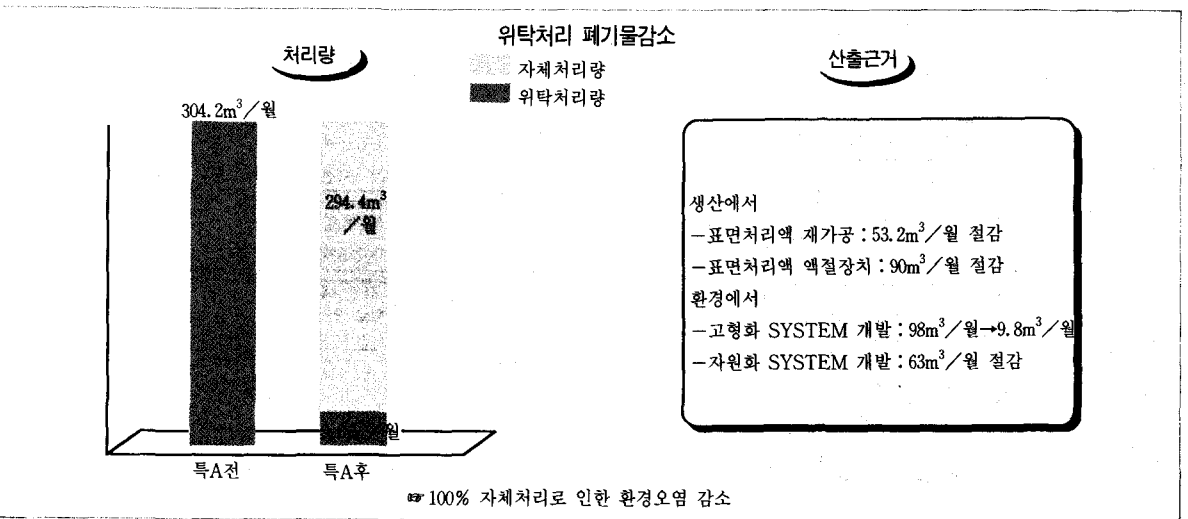 위탁처리 폐기물감소
처리량
자체처리량
위탁처리량
304.2m³／월
294.4m³
／월
월
특A전
특A후
산출근거
생산에서
－표면처리액 재가공：53.2m³／월 절감
－표면처리액 액절장치：90m³／월 절감
환경에서
－고형화 SYSTEM 개발：98m³／월→9.8m³／월
－자원화 SYSTEM 개발：63m³／월 절감
☞ 100% 자체처리로 인한 환경오염 감소